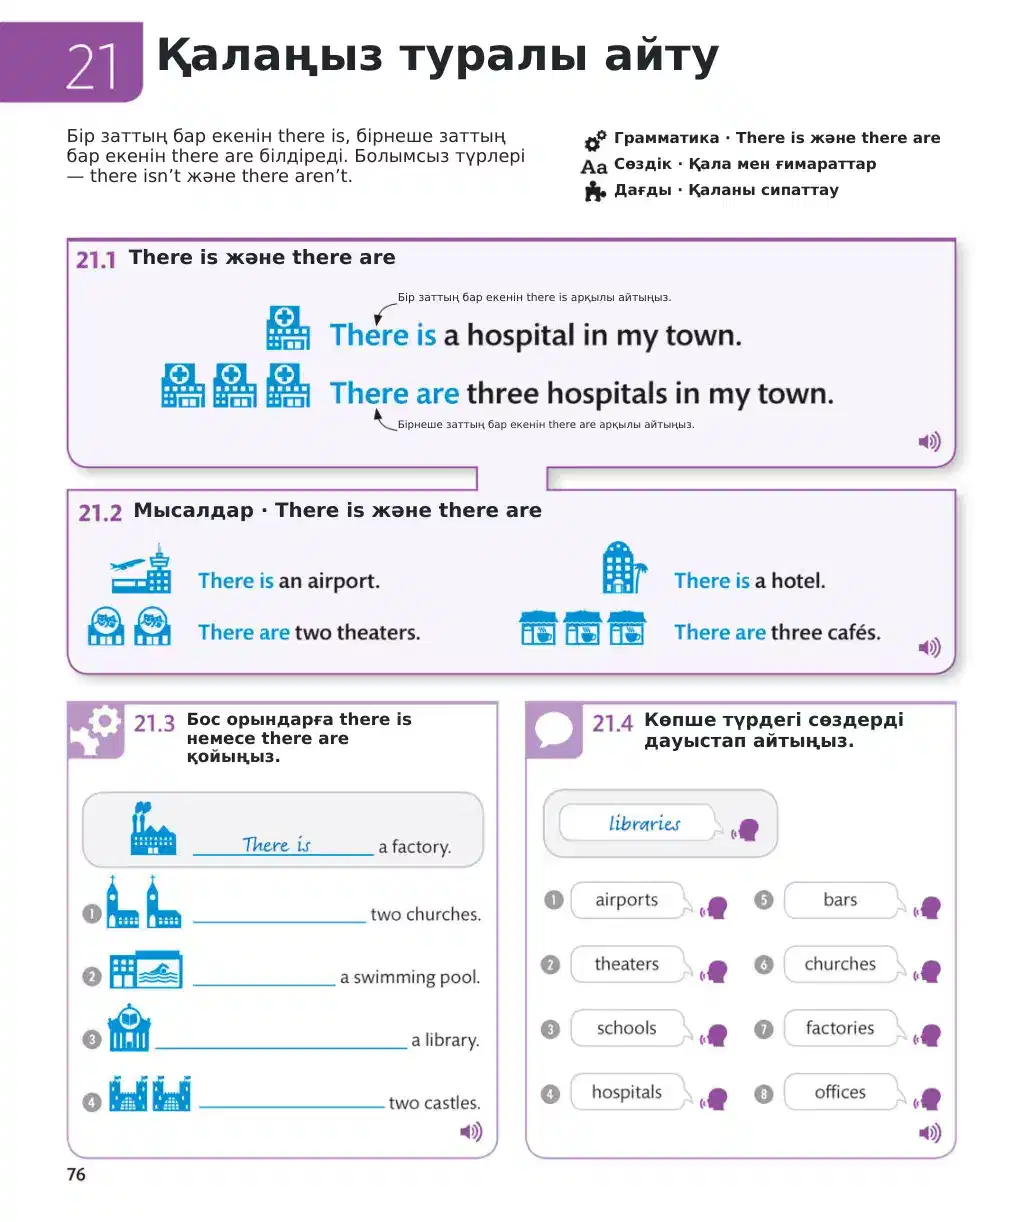 21
Қалаңыз туралы айту
Бір заттың бар екенін there is, бірнеше заттың
бар екенін there are білдіреді. Болымсыз түрлері
— there isn’t және there aren’t.
Грамматика · There is және there are
Aa Сөздік · Қала мен ғимараттар
Дағды · Қаланы сипаттау
21.1 There is және there are
Бір заттың бар екенін there is арқылы айтыңыз.
There is a hospital in my town.
There are three hospitals in my town.
Бірнеше заттың бар екенін there are арқылы айтыңыз.
21.2 Мысалдар · There is және there are
There is an airport.
There is a hotel.
There are two theaters.
There are three cafés.
21.3 Бос орындарға there is
немесе there are
қойыңыз.
There is a factory.
1 two churches.
2 a swimming pool.
3 a library.
4 two castles.
21.4 Көпше түрдегі сөздерді
дауыстап айтыңыз.
libraries
1 airports
2 theaters
3 schools
4 hospitals
5 bars
6 churches
7 factories
8 offices
76